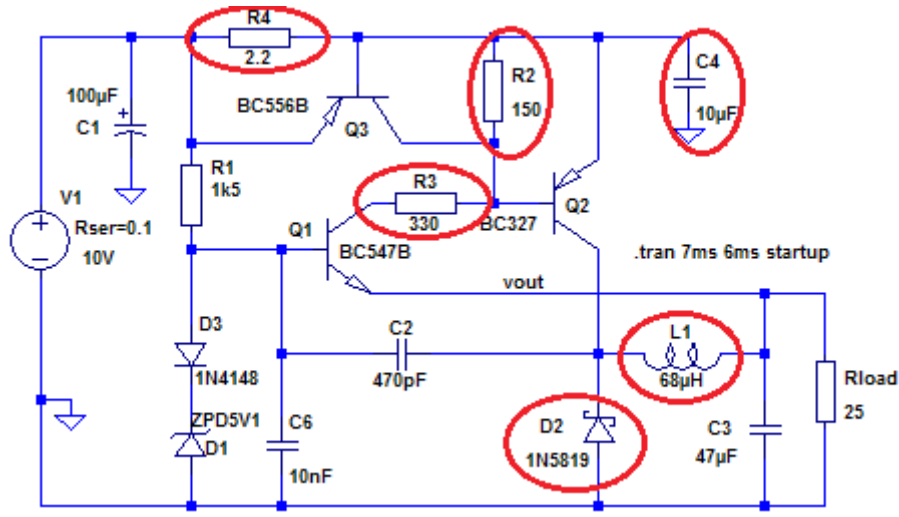 R4
2.2
C4
10µF
R2
150
100µF
+
C1
BC556B
Q3
R1
1k5
R3
330
Q1
BC547B
BC327
Q2
V1
Rser=0.1
10V
.tran 7ms 6ms startup
vout
D3
1N4148
C2
470pF
L1
68µH
Rload
25
ZPD5V1
D1
C6
10nF
D2
1N5819
C3
47µF